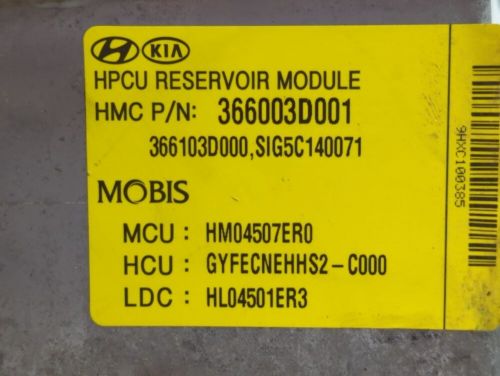 KIA
HPCU RESERVOIR MODULE
HMC P/N: 366003D001
366103D000,SIG5C140071
MOBIS
MCU : HM04507ER0
HCU : GYFECNEHHS2-C000
LDC : HL04501ER3
9HXC100385